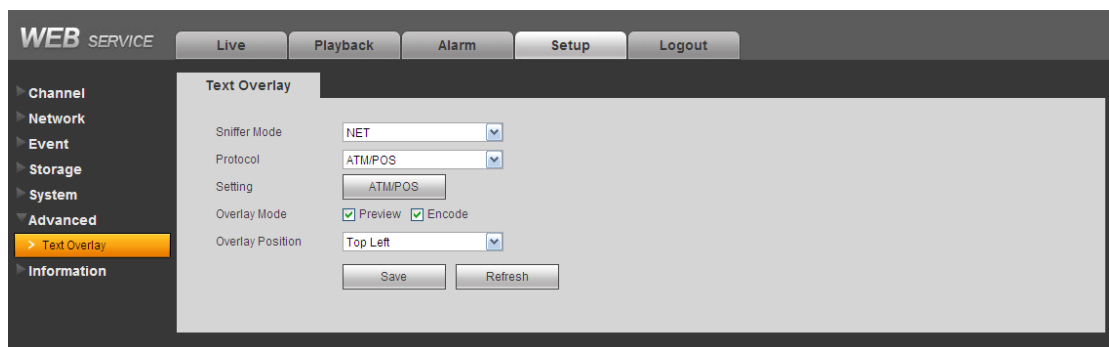 WEB SERVICE
Live Playback Alarm Setup Logout
Channel
Network
Event
Storage
System
Advanced
> Text Overlay
Information
Text Overlay
Sniffer Mode NET
Protocol ATM/POS
Setting ATM/POS
Overlay Mode Preview Encode
Overlay Position Top Left
Save Refresh